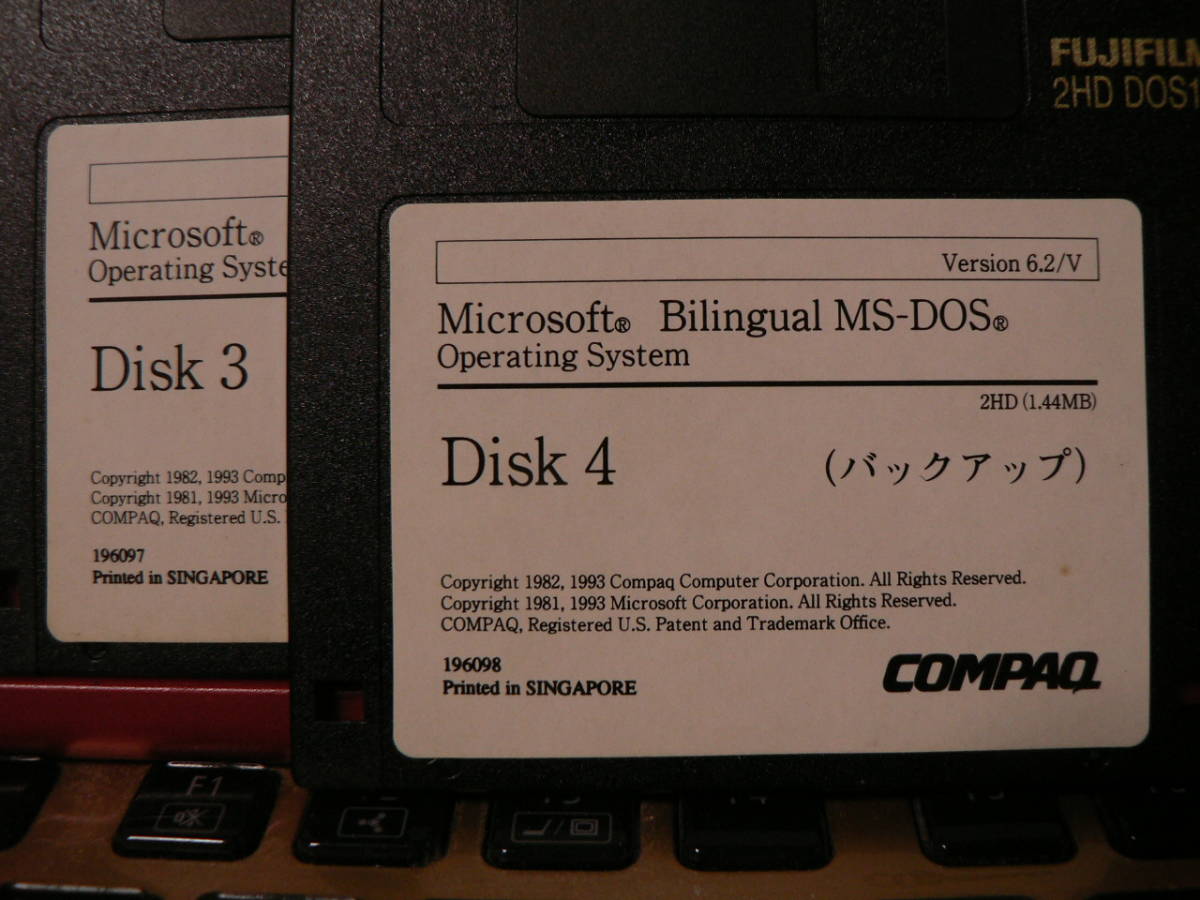 FUJIFILM
2HD DOS
Microsoft®
Operating Syste
Disk 3
Copyright 1982, 1993 Comp
Copyright 1981, 1993 Micro
COMPAQ, Registered U.S.
196097
Printed in SINGAPORE
Version 6.2/V
Microsoft® Bilingual MS-DOS®
Operating System
2HD (1.44MB)
Disk 4 (バックアップ)
Copyright 1982, 1993 Compaq Computer Corporation. All Rights Reserved.
Copyright 1981, 1993 Microsoft Corporation. All Rights Reserved.
COMPAQ, Registered U.S. Patent and Trademark Office.
196098
Printed in SINGAPORE
COMPAQ
F1